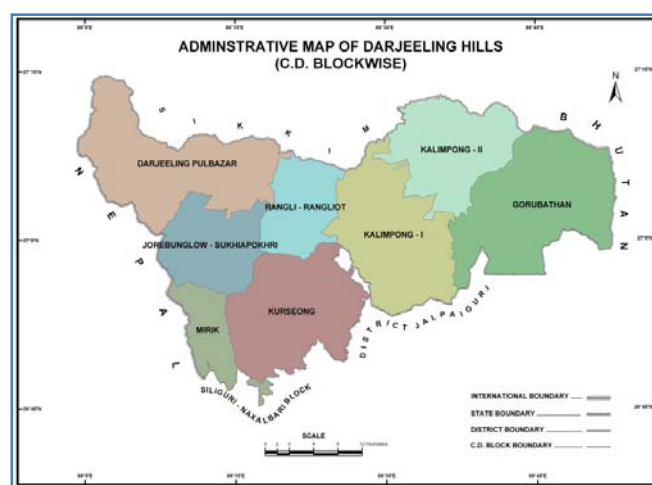 ADMINSTRATIVE MAP OF DARJEELING HILLS
(C.D. BLOCKWISE)
N
SIKKIM
BHUTAN
NEPAL
DARJEELING PULBAZAR
KALIMPONG - II
RANGLI - RANGLIOT
GORUBATHAN
KALIMPONG - I
JOREBUNGLOW - SUKHIAPOKHRI
KURSEONG
MIRIK
DISTRICT JALPAIGURI
SILIGURI - NAXALBARI BLOCK
INTERNATIONAL BOUNDARY
STATE BOUNDARY
DISTRICT BOUNDARY
C.D. BLOCK BOUNDARY
SCALE